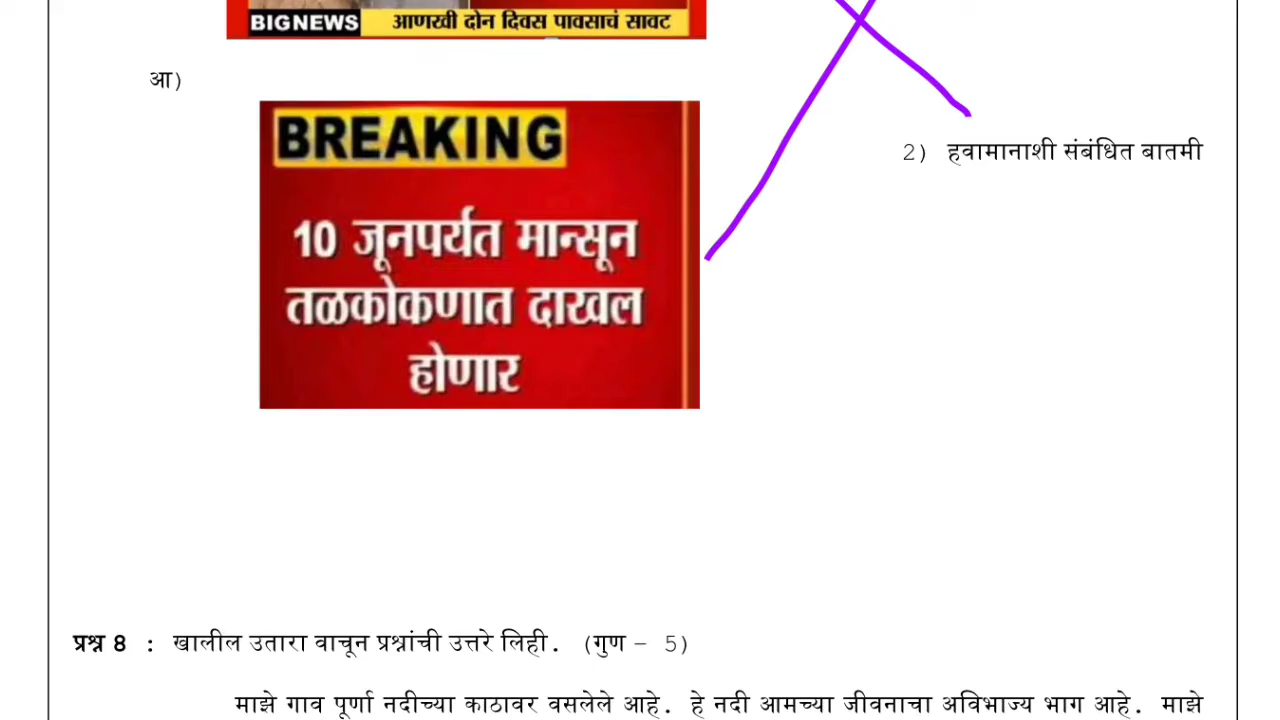 BIGNEWS आणखी दोन दिवस पावसाचं सावट
आ)
BREAKING
10 जूनपर्यंत मान्सून
तळकोकणात दाखल
होणार
2) हवामानाशी संबंधित बातमी
प्रश्न 8 : खालील उतारा वाचून प्रश्नांची उत्तरे लिही. (गुण – 5)
माझे गाव पूर्णा नदीच्या काठावर वसलेले आहे. हे नदी आमच्या जीवनाचा अविभाज्य भाग आहे. माझे